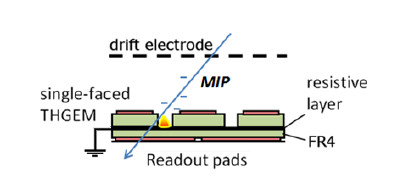 drift electrode
MIP
single-faced
THGEM
resistive
layer
FR4
Readout pads